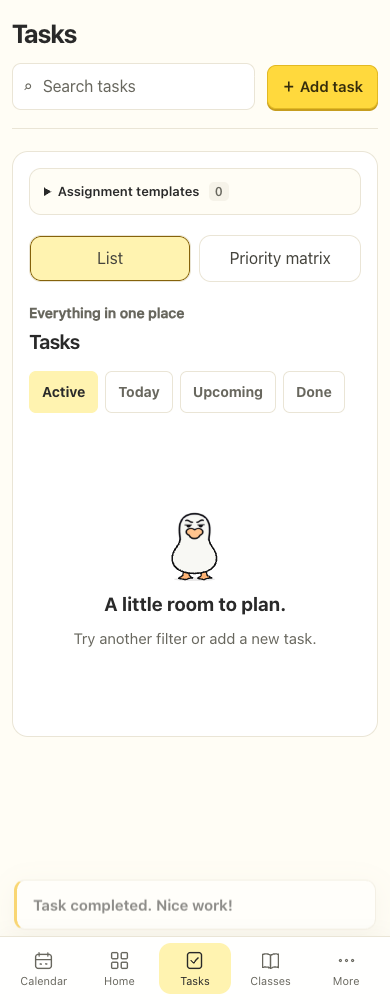 Tasks
Search tasks
+ Add task
Assignment templates 0
List
Priority matrix
Everything in one place
Tasks
Active
Today
Upcoming
Done
A little room to plan.
Try another filter or add a new task.
Task completed. Nice work!
Calendar
Home
Tasks
Classes
More